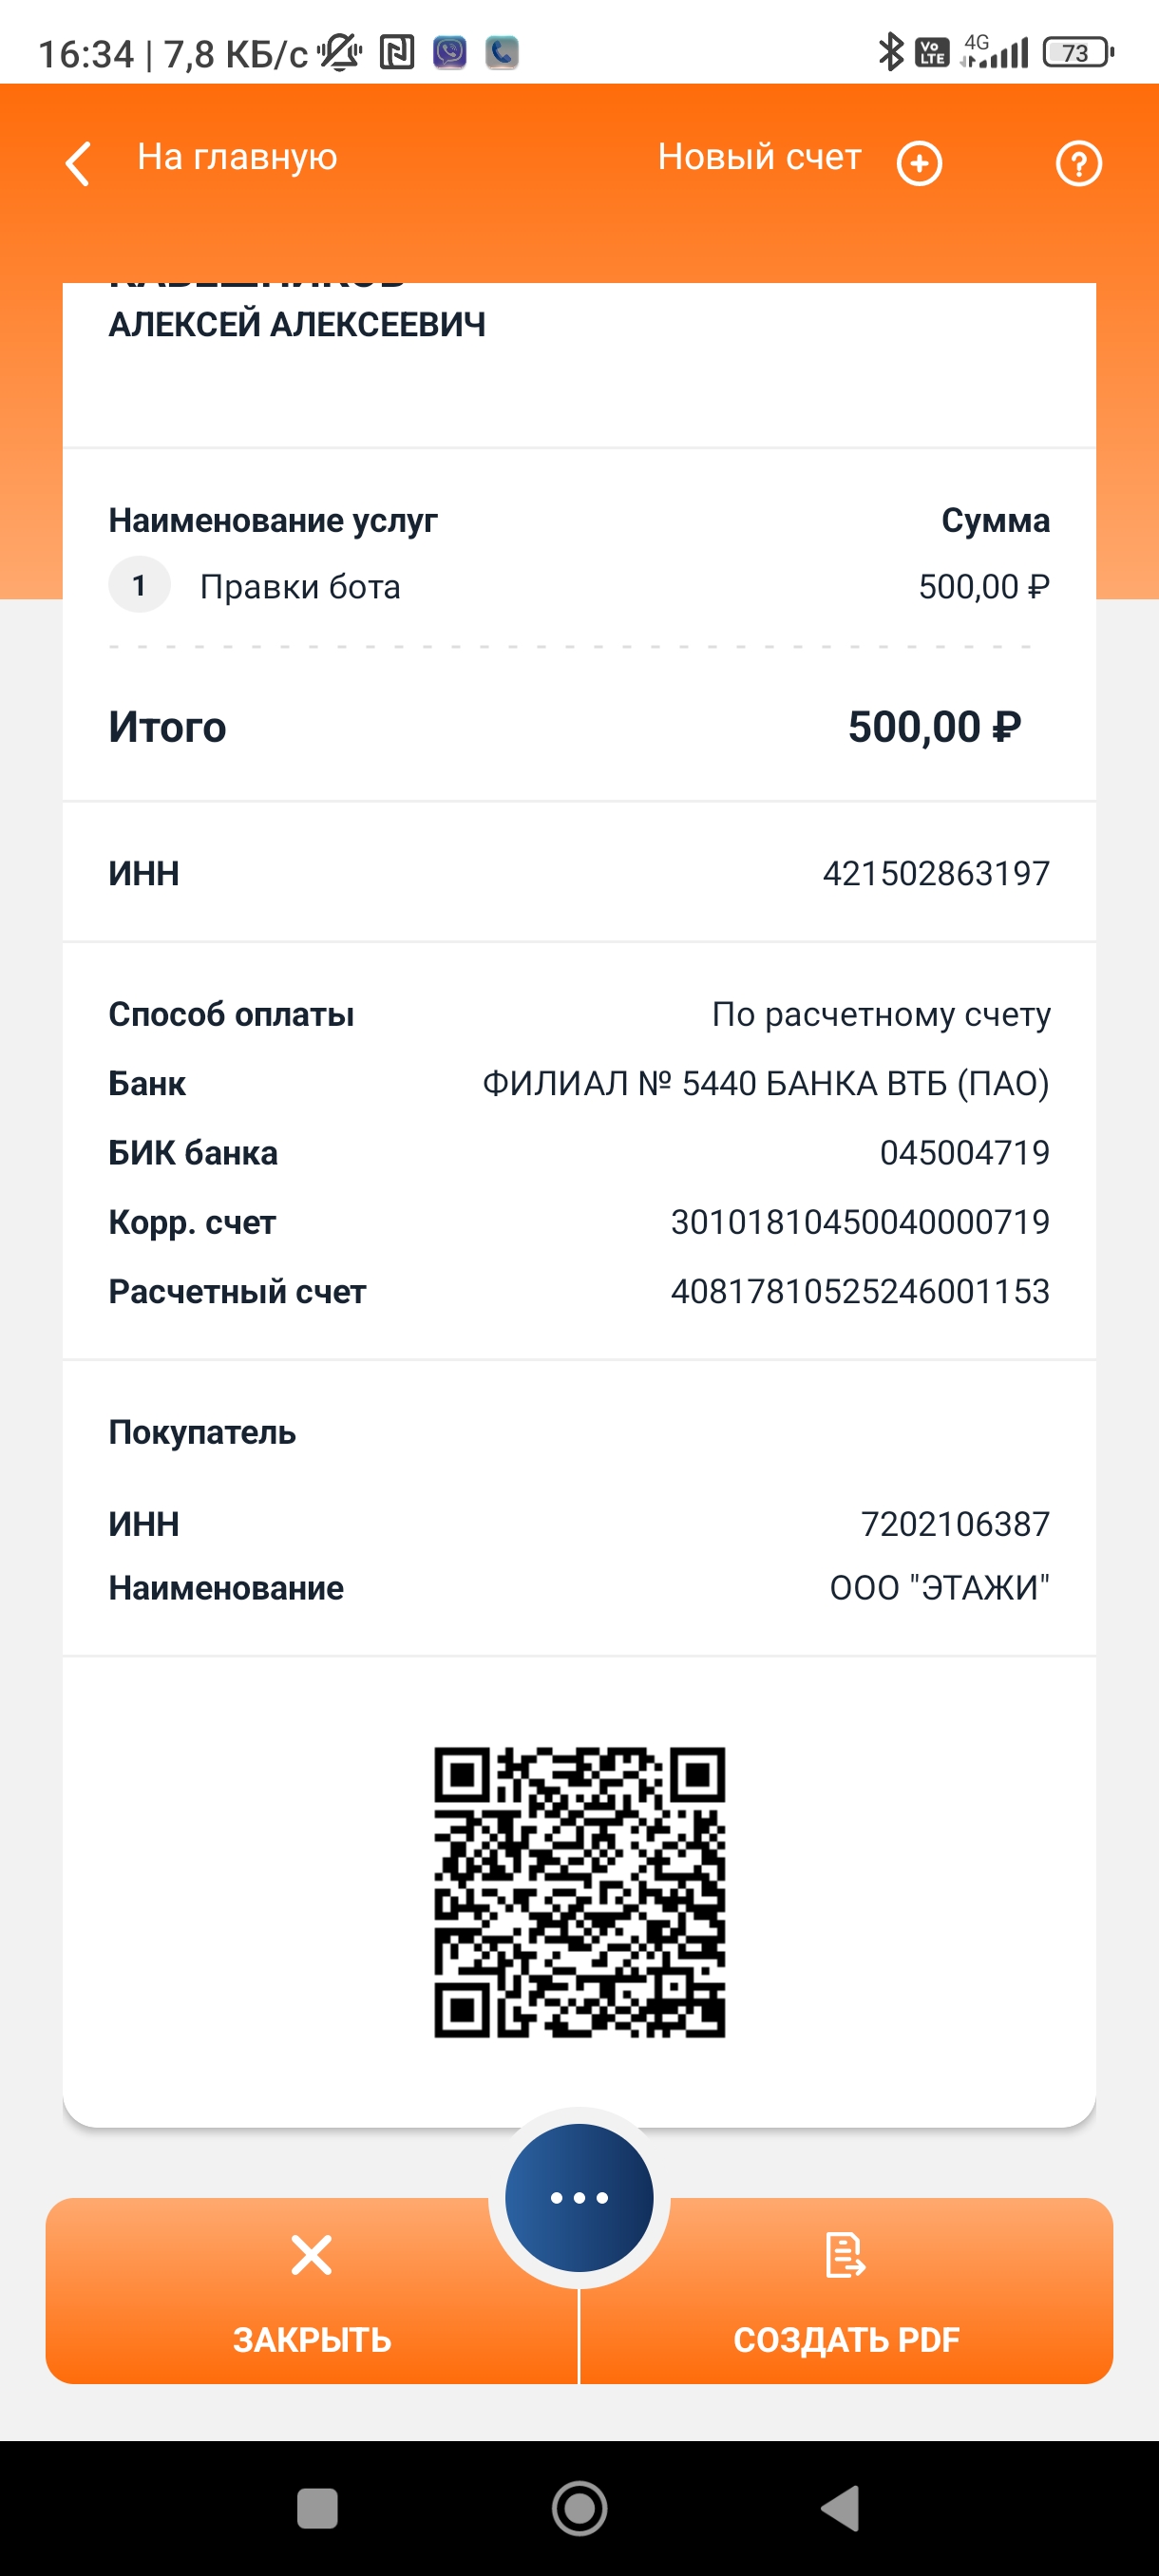 16:34 | 7,8 КБ/с
Vo LTE 4G 73
На главную Новый счет
АЛЕКСЕЙ АЛЕКСЕЕВИЧ
Наименование услуг Сумма
1 Правки бота 500,00 ₽
Итого 500,00 ₽
ИНН 421502863197
Способ оплаты По расчетному счету
Банк ФИЛИАЛ № 5440 БАНКА ВТБ (ПАО)
БИК банка 045004719
Корр. счет 30101810450040000719
Расчетный счет 40817810525246001153
Покупатель
ИНН 7202106387
Наименование ООО "ЭТАЖИ"
ЗАКРЫТЬ СОЗДАТЬ PDF